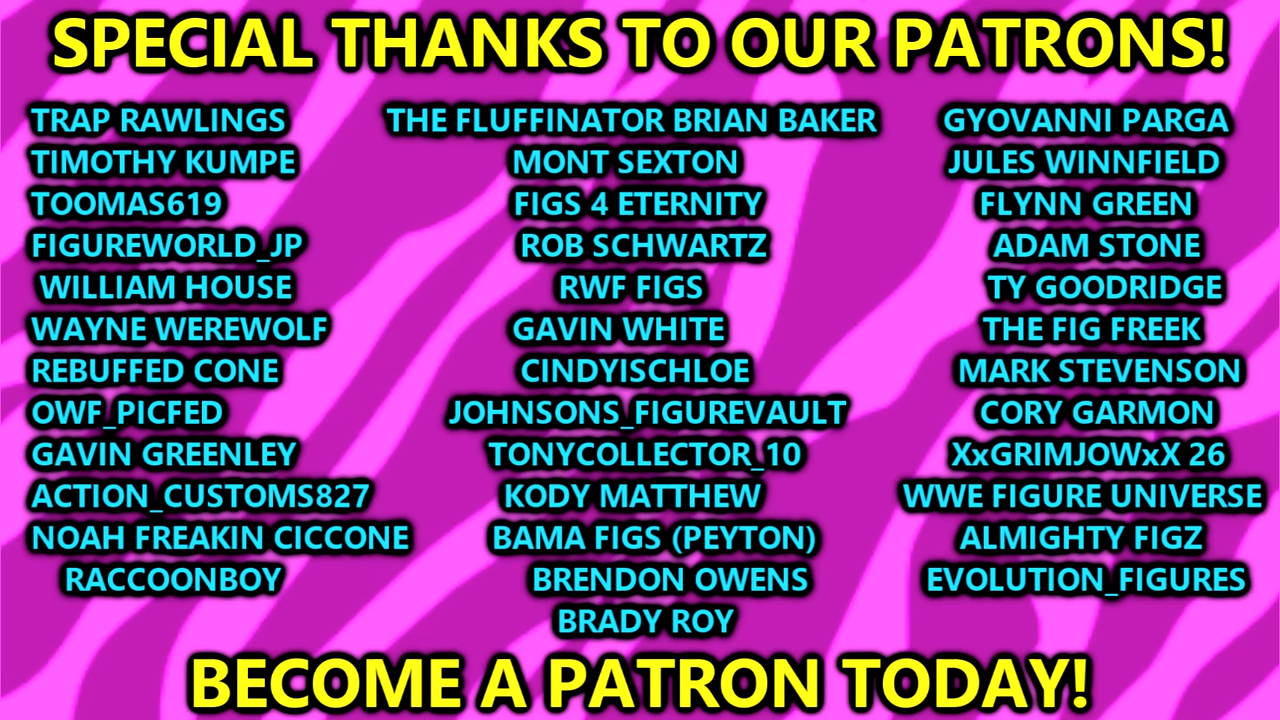 SPECIAL THANKS TO OUR PATRONS!
TRAP RAWLINGS
TIMOTHY KUMPE
TOOMAS619
FIGUREWORLD_JP
WILLIAM HOUSE
WAYNE WEREWOLF
REBUFFED CONE
OWF_PICFED
GAVIN GREENLEY
ACTION_CUSTOMS827
NOAH FREAKIN CICCONE
RACCOONBOY
THE FLUFFINATOR BRIAN BAKER
MONT SEXTON
FIGS 4 ETERNITY
ROB SCHWARTZ
RWF FIGS
GAVIN WHITE
CINDYISCHLOE
JOHNSONS_FIGUREVAULT
TONYCOLLECTOR_10
KODY MATTHEW
BAMA FIGS (PEYTON)
BRENDON OWENS
BRADY ROY
GYOVANNI PARGA
JULES WINNFIELD
FLYNN GREEN
ADAM STONE
TY GOODRIDGE
THE FIG FREEK
MARK STEVENSON
CORY GARMON
XxGRIMJOWxX 26
WWE FIGURE UNIVERSE
ALMIGHTY FIGZ
EVOLUTION_FIGURES
BECOME A PATRON TODAY!